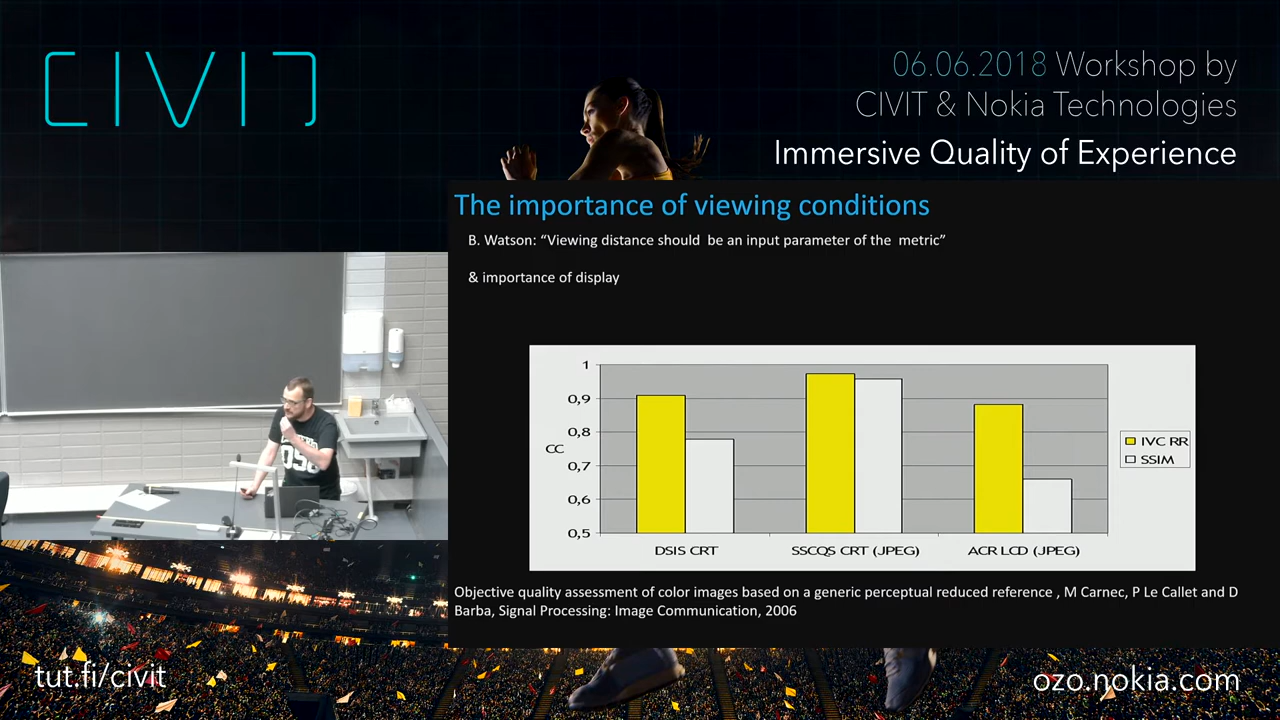 CIVIT
06.06.2018 Workshop by
CIVIT & Nokia Technologies
Immersive Quality of Experience
The importance of viewing conditions
B. Watson: “Viewing distance should be an input parameter of the metric”
& importance of display
1
0,9
0,8
0,7
0,6
0,5
CC
DSIS CRT
SSCQS CRT (JPEG)
ACR LCD (JPEG)
IVC RR
SSIM
Objective quality assessment of color images based on a generic perceptual reduced reference , M Carnec, P Le Callet and D
Barba, Signal Processing: Image Communication, 2006
tut.fi/civit
ozo.nokia.com